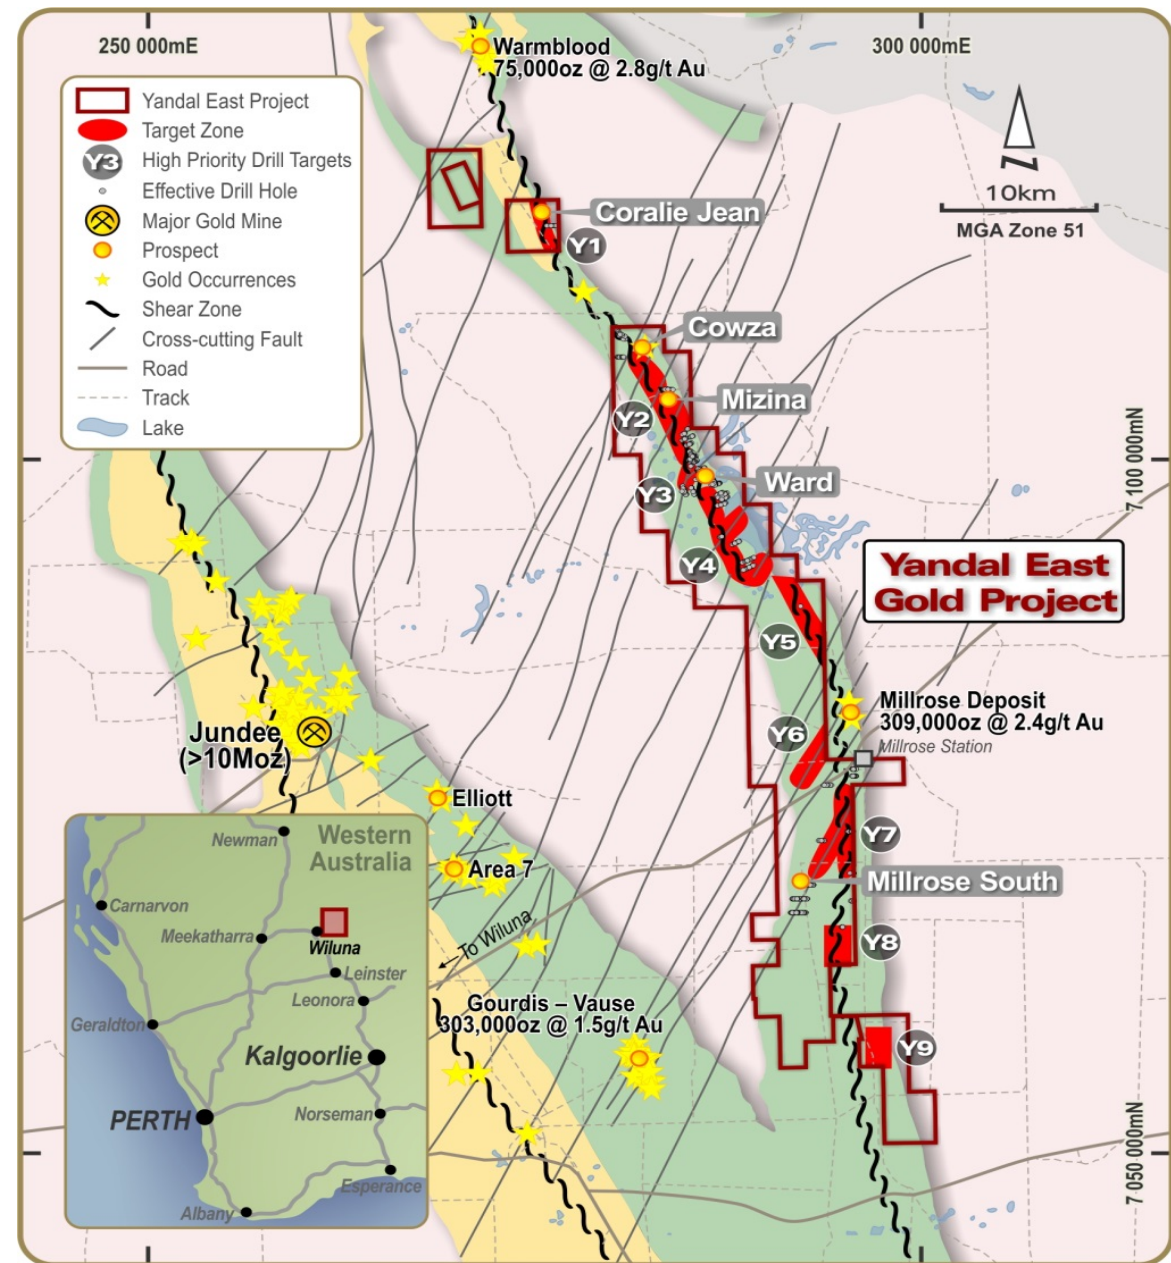 250 000mE
300 000mE
Warmblood
75,000oz @ 2.8g/t Au
Yandal East Project
Target Zone
Y3
High Priority Drill Targets
Effective Drill Hole
Major Gold Mine
Prospect
Gold Occurrences
Shear Zone
Cross-cutting Fault
Road
Track
Lake
N
10km
MGA Zone 51
Coralie Jean
Y1
Cowza
Mizina
Y2
7 100 000mN
Ward
Y3
Y4
Yandal East
Gold Project
Y5
Millrose Deposit
309,000oz @ 2.4g/t Au
Y6
Millrose Station
Jundee
(>10Moz)
Elliott
Area 7
Y7
Millrose South
To Wiluna
Y8
Gourdis – Vause
303,000oz @ 1.5g/t Au
Y9
7 050 000mN
Western
Australia
Newman
Carnarvon
Meekatharra
Wiluna
Leinster
Leonora
Geraldton
Kalgoorlie
PERTH
Norseman
Esperance
Albany